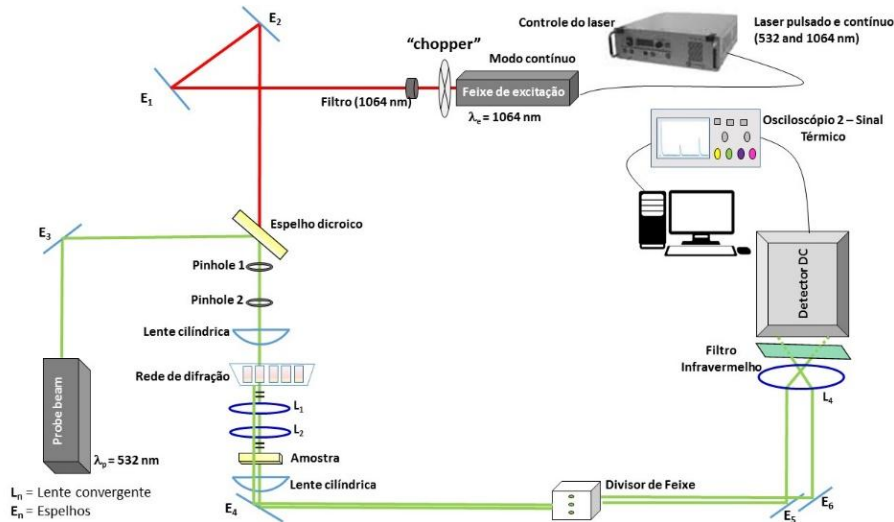 E2
Controle do laser
Laser pulsado e contínuo
(532 and 1064 nm)
"chopper"
Modo contínuo
Feixe de excitação
E1
Filtro (1064 nm)
λe = 1064 nm
Osciloscópio 2 – Sinal
Térmico
Espelho dicroico
E3
Pinhole 1
Pinhole 2
Detector DC
Lente cilíndrica
Filtro
Infravermelho
Rede de difração
L4
L1
Probe beam
L2
Amostra
λp = 532 nm
Lente cilíndrica
Divisor de Feixe
Ln = Lente convergente
En = Espelhos
E4
E5
E6